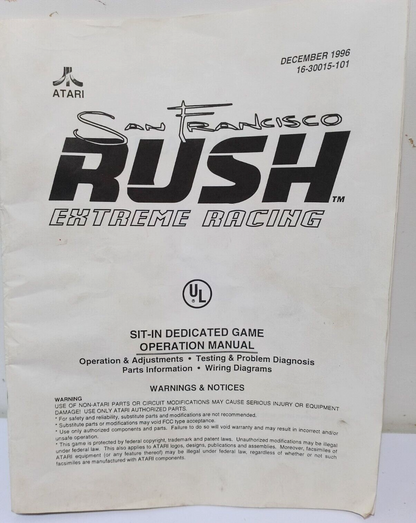 DECEMBER 1996
16-30015-101
ATARI
SAN FRANCISCO
RUSH TM
EXTREME RACING
UL
SIT-IN DEDICATED GAME
OPERATION MANUAL
Operation & Adjustments • Testing & Problem Diagnosis
Parts Information • Wiring Diagrams
WARNINGS & NOTICES
WARNING
USE OF NON-ATARI PARTS OR CIRCUIT MODIFICATIONS MAY CAUSE SERIOUS INJURY OR EQUIPMENT
DAMAGE! USE ONLY ATARI AUTHORIZED PARTS.
* For safety and reliability, substitute parts and modifications are not recommended.
* Substitute parts or modifications may void FCC type acceptance.
* Use only authorized components and parts. Failure to do so will void warranty and may result in incorrect and/or
unsafe operation.
* This game is protected by federal copyright, trademark and patent laws. Unauthorized modifications may be illegal
under federal law. This also applies to ATARI logos, designs, publications and assemblies. Moreover, facsimiles of
ATARI equipment (or any feature thereof) may be illegal under federal law, regardless of whether or not such
facsimiles are manufactured with ATARI components.